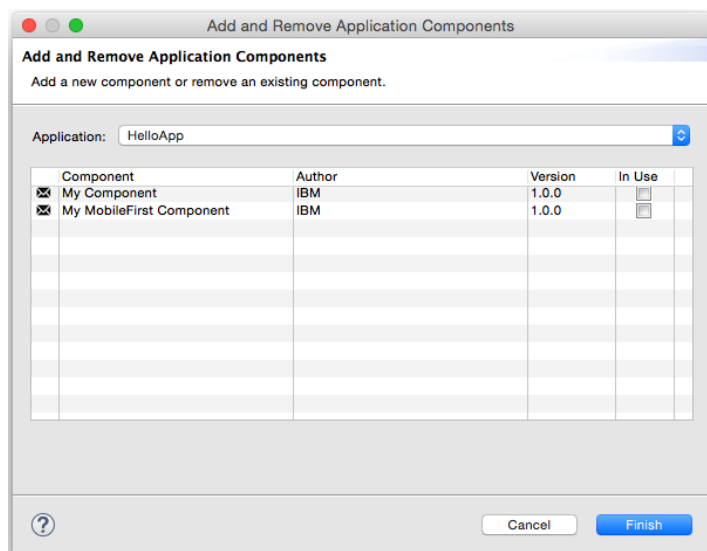 Add and Remove Application Components
Add and Remove Application Components
Add a new component or remove an existing component.
Application: HelloApp
Component Author Version In Use
My Component IBM 1.0.0
My MobileFirst Component IBM 1.0.0
? Cancel Finish